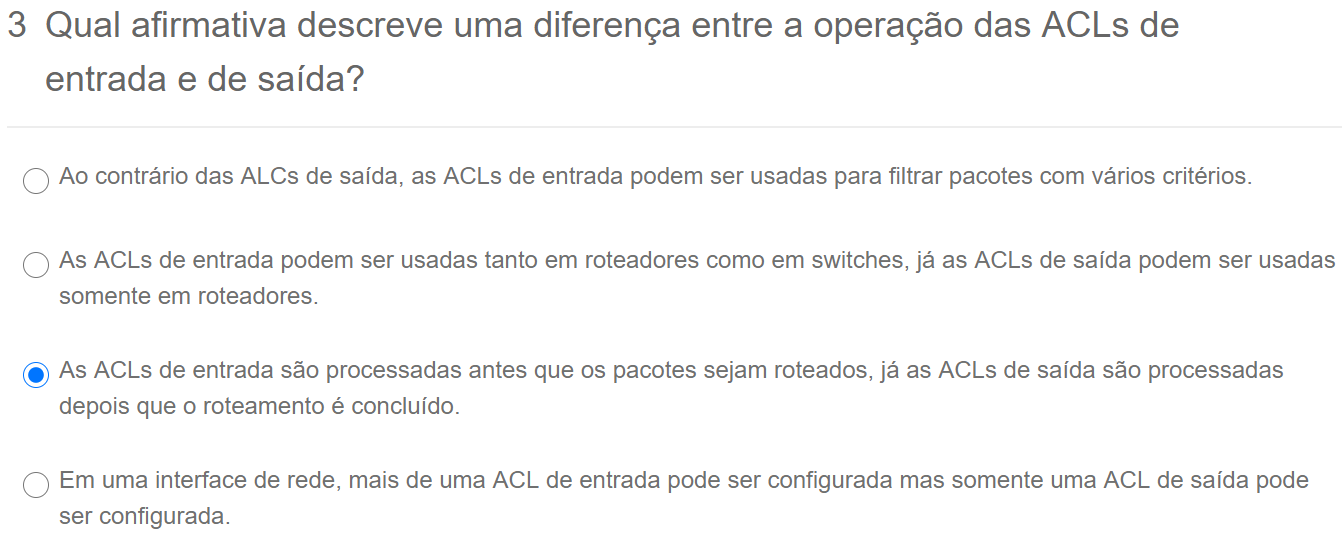 3 Qual afirmativa descreve uma diferença entre a operação das ACLs de
entrada e de saída?
Ao contrário das ALCs de saída, as ACLs de entrada podem ser usadas para filtrar pacotes com vários critérios.
As ACLs de entrada podem ser usadas tanto em roteadores como em switches, já as ACLs de saída podem ser usadas
somente em roteadores.
As ACLs de entrada são processadas antes que os pacotes sejam roteados, já as ACLs de saída são processadas
depois que o roteamento é concluído.
Em uma interface de rede, mais de uma ACL de entrada pode ser configurada mas somente uma ACL de saída pode
ser configurada.